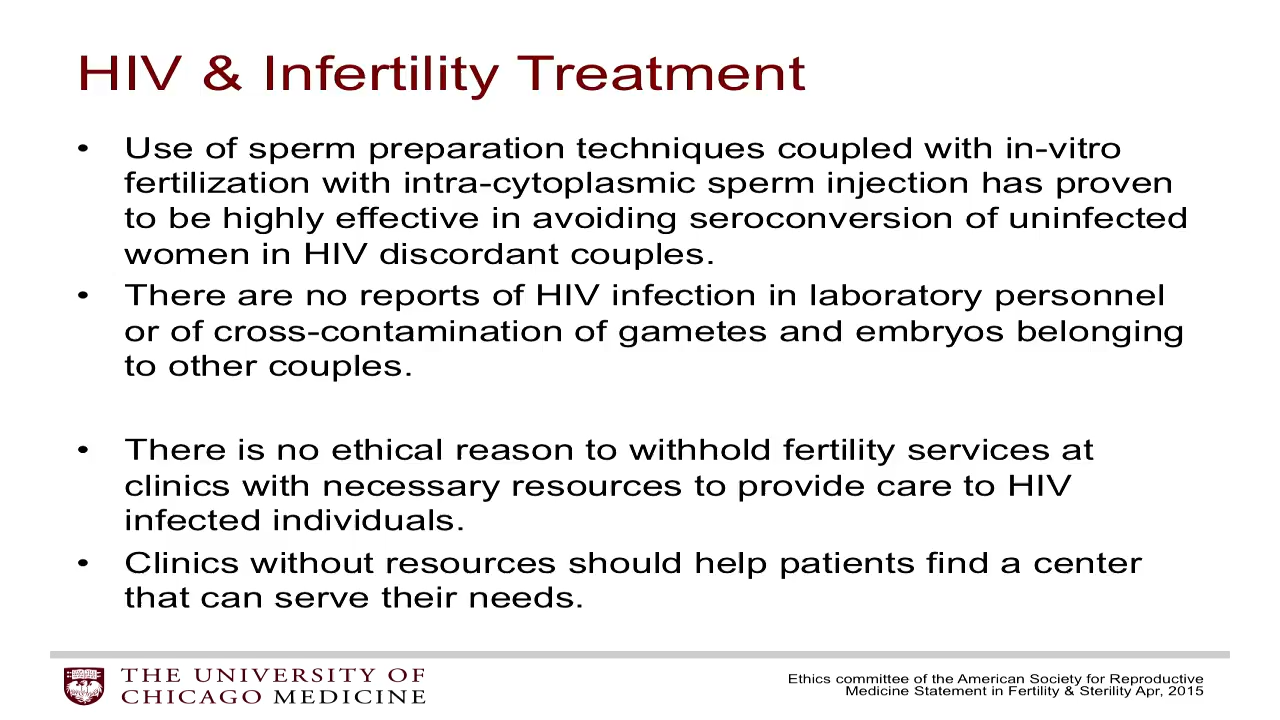 HIV & Infertility Treatment
• Use of sperm preparation techniques coupled with in-vitro
fertilization with intra-cytoplasmic sperm injection has proven
to be highly effective in avoiding seroconversion of uninfected
women in HIV discordant couples.
• There are no reports of HIV infection in laboratory personnel
or of cross-contamination of gametes and embryos belonging
to other couples.
• There is no ethical reason to withhold fertility services at
clinics with necessary resources to provide care to HIV
infected individuals.
• Clinics without resources should help patients find a center
that can serve their needs.
THE UNIVERSITY OF
CHICAGO MEDICINE
Ethics committee of the American Society for Reproductive
Medicine Statement in Fertility & Sterility Apr, 2015